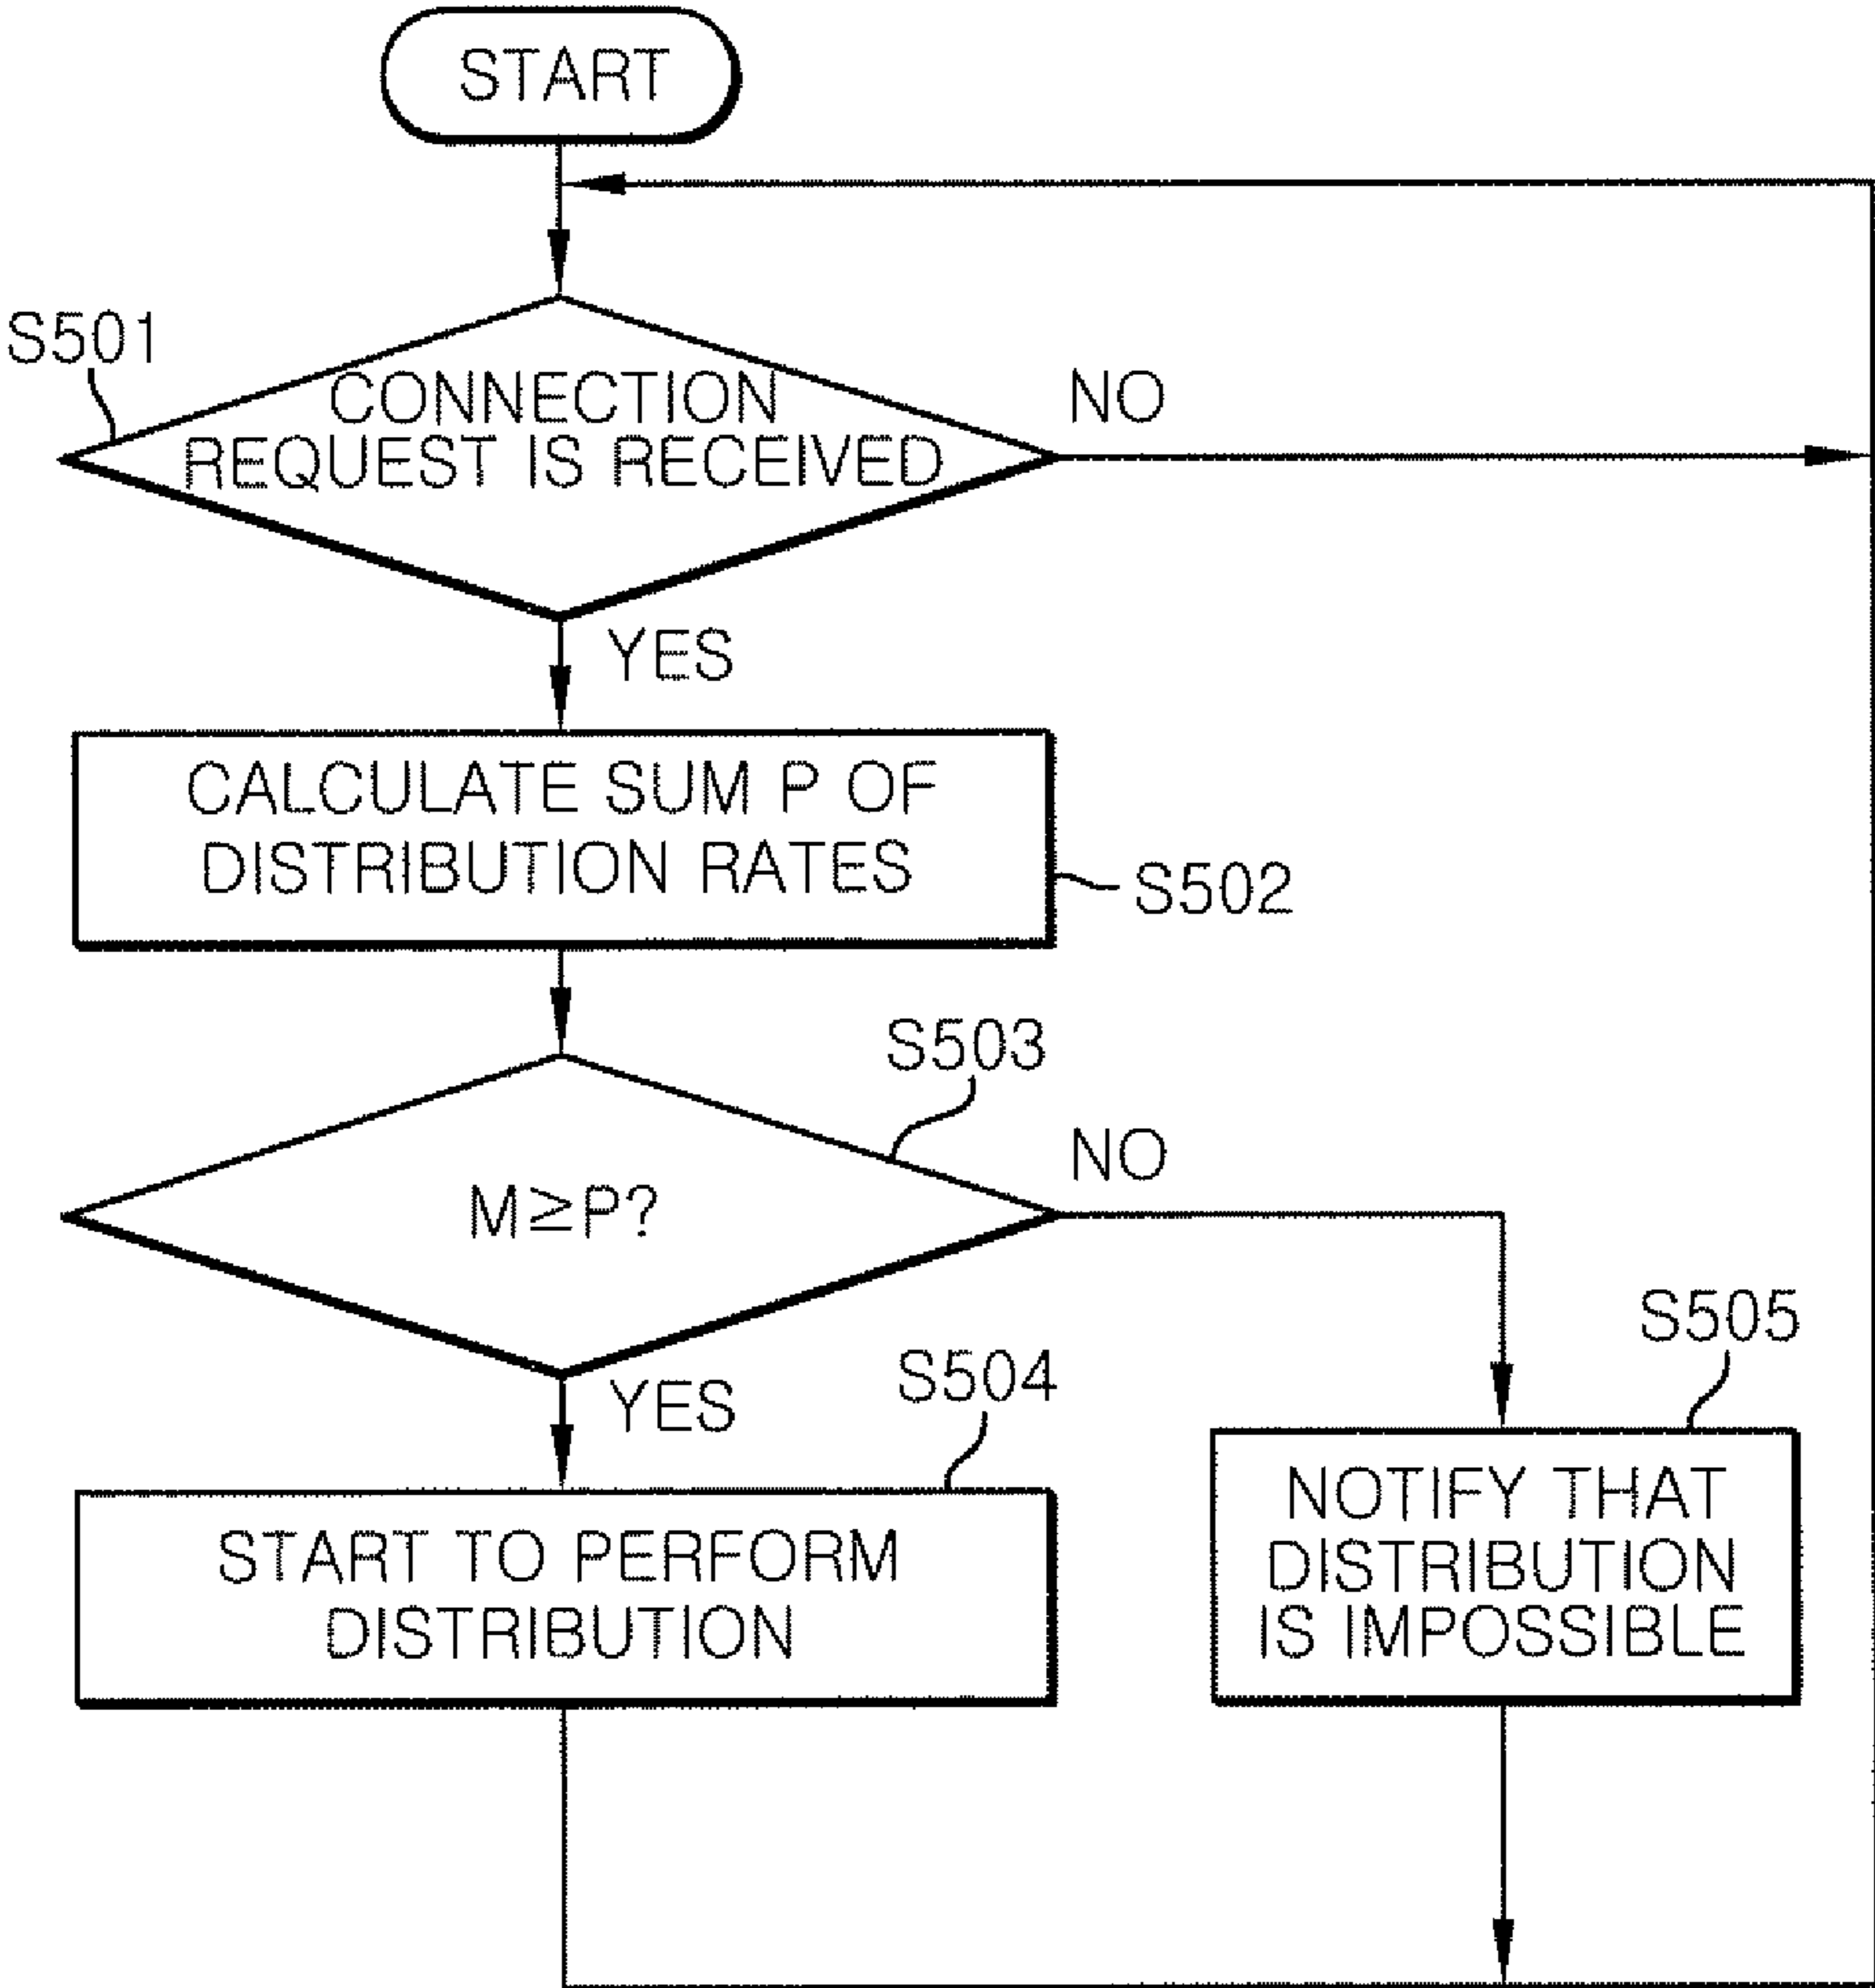 START
S501
CONNECTION
REQUEST IS RECEIVED
NO
YES
CALCULATE SUM P OF
DISTRIBUTION RATES
S502
S503
M≥P?
NO
YES
S504
START TO PERFORM
DISTRIBUTION
S505
NOTIFY THAT
DISTRIBUTION
IS IMPOSSIBLE